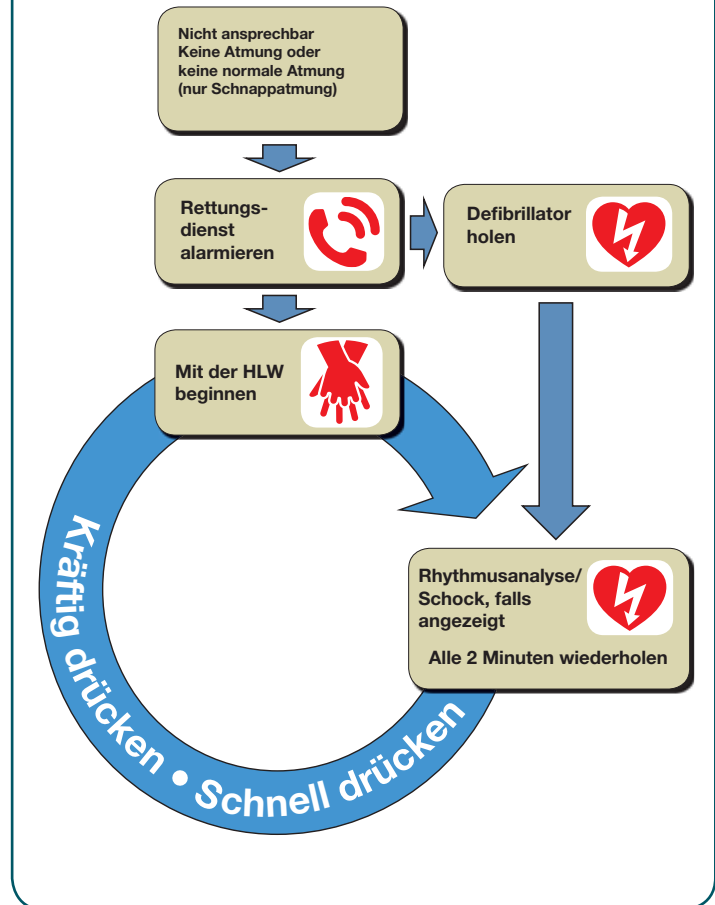 Nicht ansprechbar
Keine Atmung oder
keine normale Atmung
(nur Schnappatmung)
Rettungs-
dienst
alarmieren
Defibrillator
holen
Mit der HLW
beginnen
Rhythmusanalyse/
Schock, falls
angezeigt
Alle 2 Minuten wiederholen
Kräftig drücken • Schnell drücken